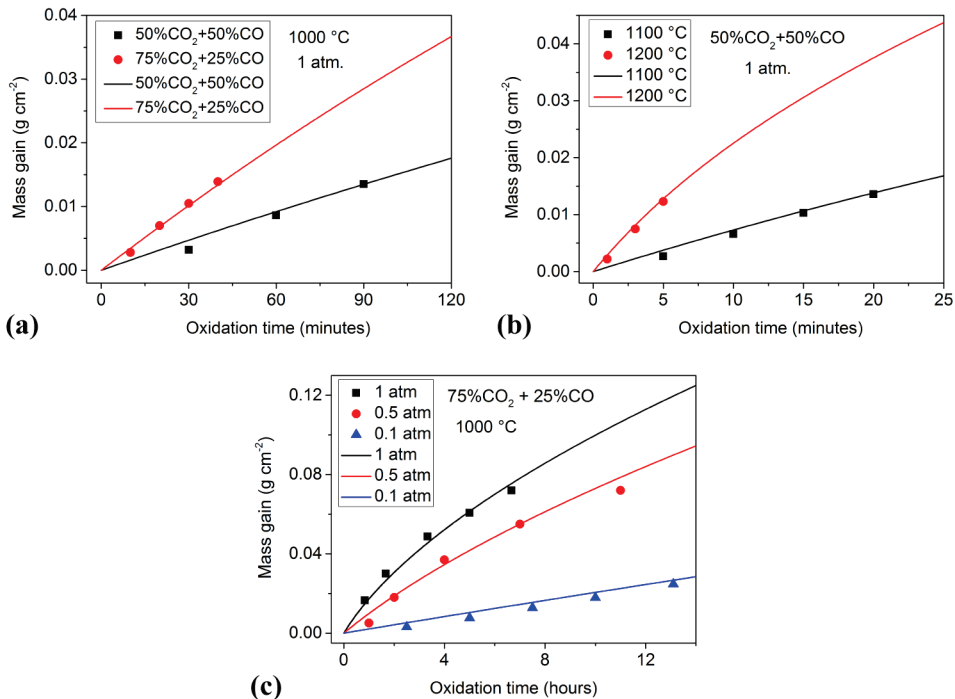 0.04
0.03
0.02
0.01
0.00
Mass gain (g cm⁻²)
50%CO₂+50%CO
75%CO₂+25%CO
50%CO₂+50%CO
75%CO₂+25%CO
1000 °C
1 atm.
0 30 60 90 120
Oxidation time (minutes)
(a)
0.04
0.02
0.01
0.00
Mass gain (g cm⁻²)
1100 °C
1200 °C
1100 °C
1200 °C
50%CO₂+50%CO
1 atm.
0 5 10 15 20 25
Oxidation time (minutes)
(b)
0.12
0.08
0.04
0.00
Mass gain (g cm⁻²)
1 atm
0.5 atm
0.1 atm
1 atm
0.5 atm
0.1 atm
75%CO₂ + 25%CO
1000 °C
0 4 8 12
Oxidation time (hours)
(c)